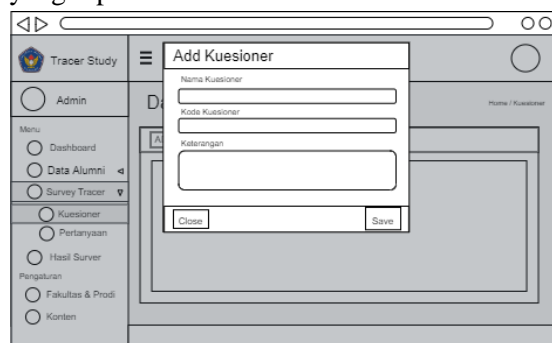 Tracer Study
Add Kuesioner
Nama Kuesioner
Kode Kuesioner
Keterangan
Close
Save
Home / Kuesioner
Admin
Menu
Dashboard
Data Alumni
Survey Tracer
Kuesioner
Pertanyaan
Hasil Surver
Pengaturan
Fakultas & Prodi
Konten